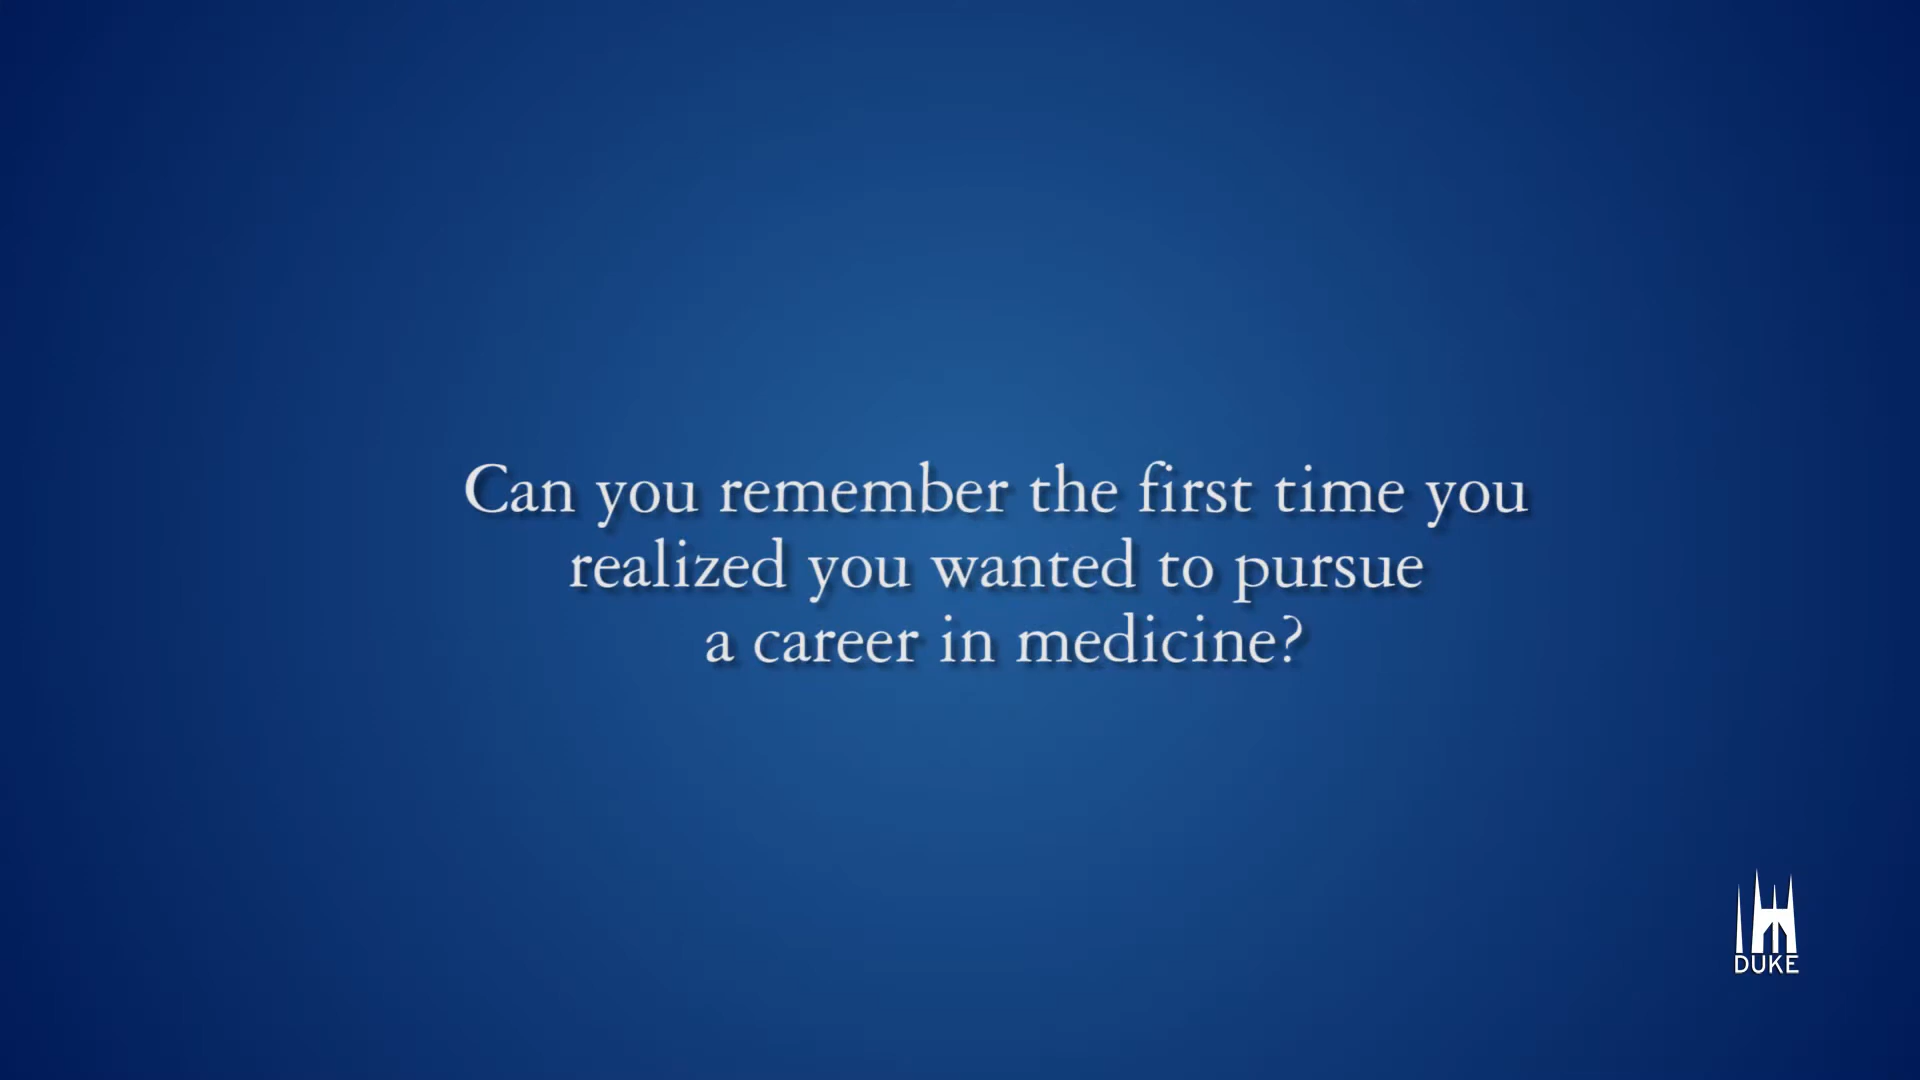 Can you remember the first time you
realized you wanted to pursue
a career in medicine?
DUKE